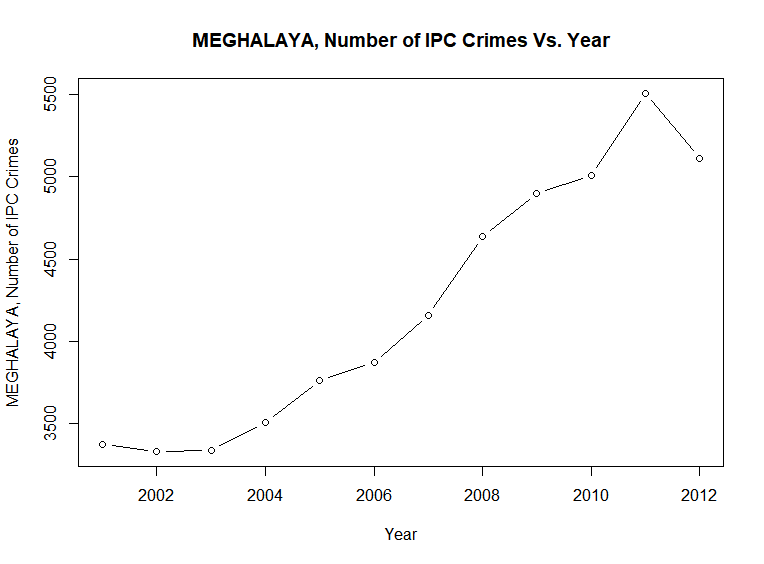 MEGHALAYA, Number of IPC Crimes Vs. Year
MEGHALAYA, Number of IPC Crimes
5500
5000
4500
4000
3500
2002 2004 2006 2008 2010 2012
Year